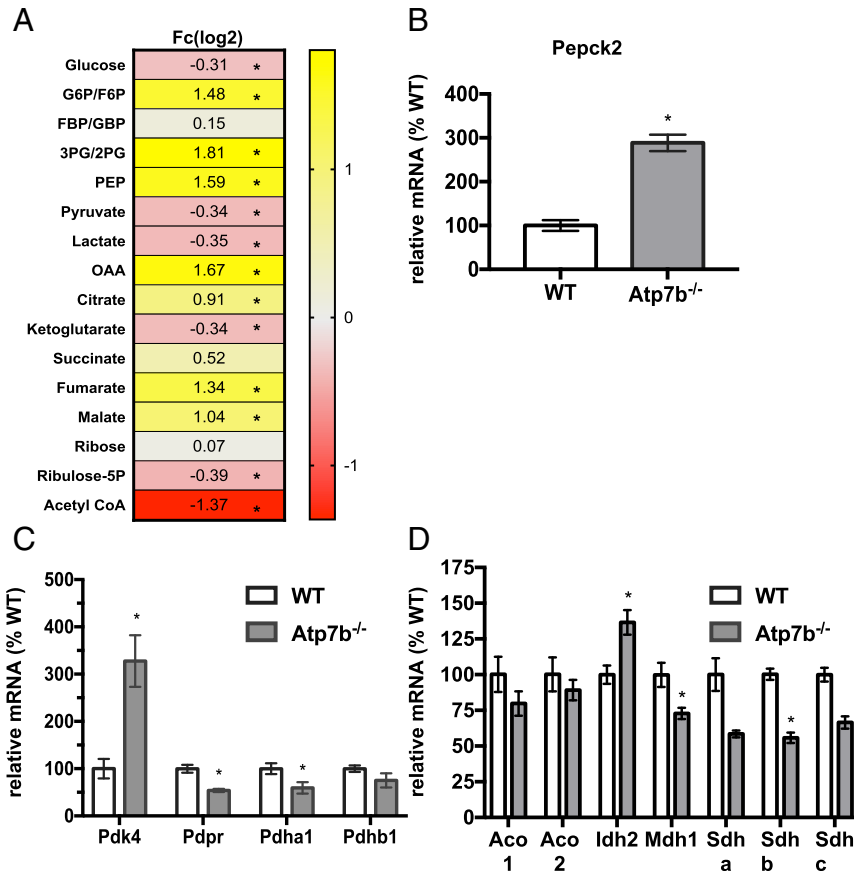 A
Fc(log2)
Glucose -0.31 *
G6P/F6P 1.48 *
FBP/GBP 0.15
3PG/2PG 1.81 *
PEP 1.59 *
Pyruvate -0.34 *
Lactate -0.35 *
OAA 1.67 *
Citrate 0.91 *
Ketoglutarate -0.34 *
Succinate 0.52
Fumarate 1.34 *
Malate 1.04 *
Ribose 0.07
Ribulose-5P -0.39 *
Acetyl CoA -1.37 *
1
0
-1
B
Pepck2
relative mRNA (% WT)
400
300
200
100
0
*
WT Atp7b-/-
C
relative mRNA (% WT)
500
400
300
200
100
0
WT
Atp7b-/-
* * *
Pdk4 Pdpr Pdha1 Pdhb1
D
relative mRNA (% WT)
175
150
125
100
75
50
25
0
WT
Atp7b-/-
* * *
Aco Aco Idh2 Mdh1 Sdh Sdh Sdh
1 2 a b c